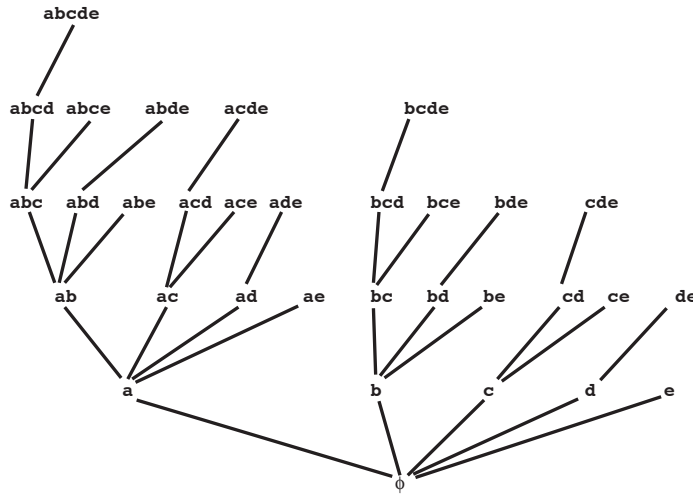 abcde
abcd abce abde acde bcde
abc abd abe acd ace ade bcd bce bde cde
ab ac ad ae bc bd be cd ce de
a b c d e
ϕ